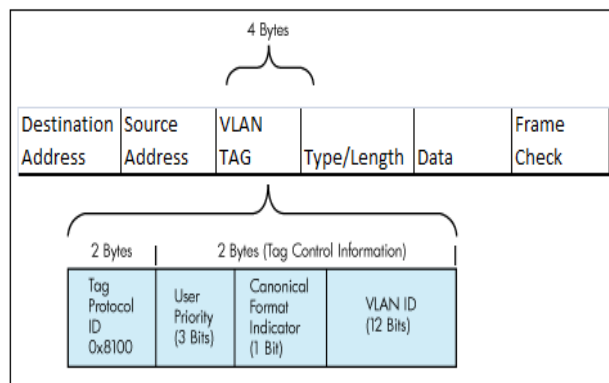 4 Bytes
Destination Address
Source Address
VLAN TAG
Type/Length
Data
Frame Check
2 Bytes
2 Bytes (Tag Control Information)
Tag
Protocol
ID
0x8100
User
Priority
(3 Bits)
Canonical
Format
Indicator
(1 Bit)
VLAN ID
(12 Bits)